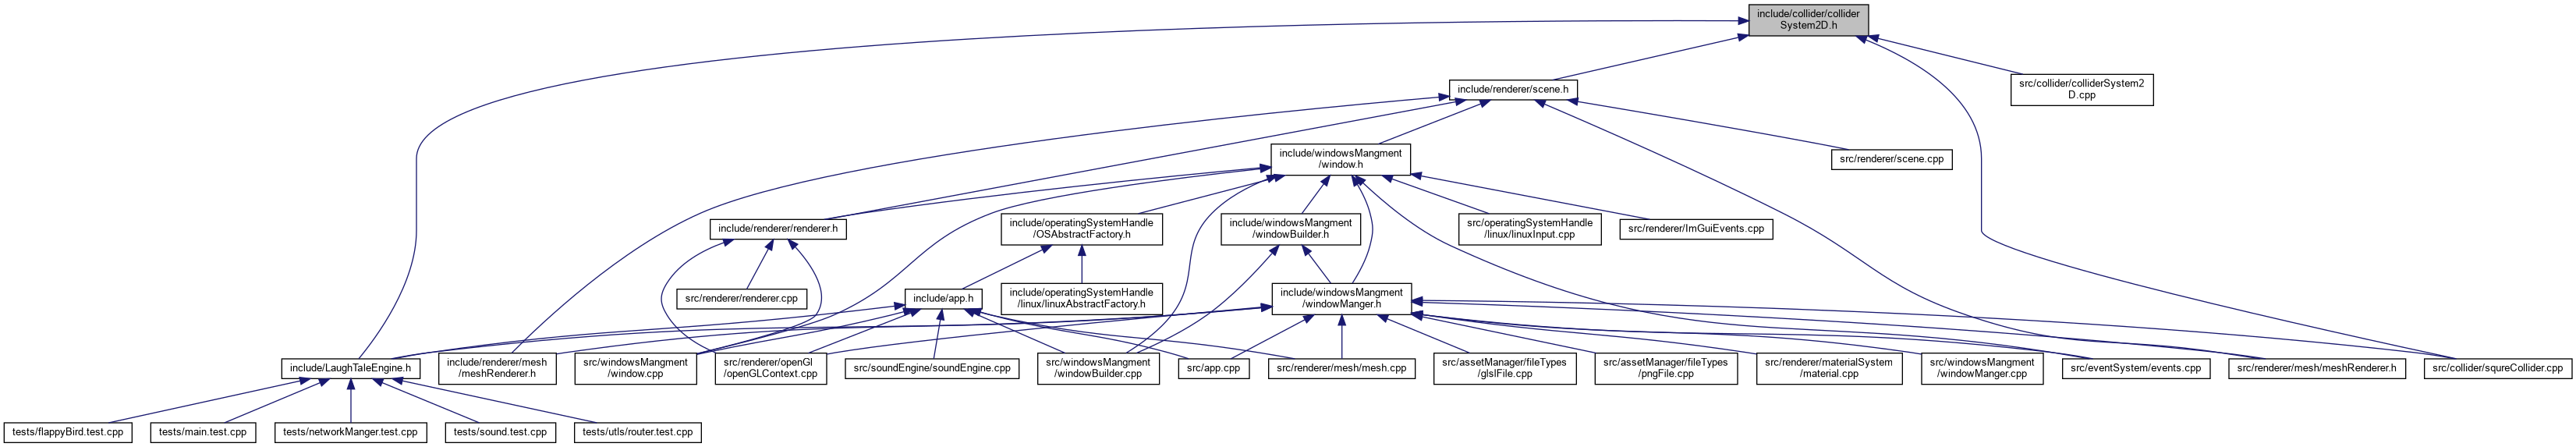 include/collider/collider
System2D.h
include/renderer/scene.h
src/collider/colliderSystem2
D.cpp
include/windowsMangment
/window.h
src/renderer/scene.cpp
include/renderer/renderer.h
include/operatingSystemHandle
/OSAbstractFactory.h
include/windowsMangment
/windowBuilder.h
src/operatingSystemHandle
/linux/linuxInput.cpp
src/renderer/ImGuiEvents.cpp
src/renderer/renderer.cpp
include/app.h
include/operatingSystemHandle
/linux/linuxAbstractFactory.h
include/windowsMangment
/windowManger.h
include/LaughTaleEngine.h
include/renderer/mesh
/meshRenderer.h
src/windowsMangment
/window.cpp
src/renderer/openGl
/openGLContext.cpp
src/soundEngine/soundEngine.cpp
src/windowsMangment
/windowBuilder.cpp
src/app.cpp
src/renderer/mesh/mesh.cpp
src/assetManager/fileTypes
/glslFile.cpp
src/assetManager/fileTypes
/pngFile.cpp
src/renderer/materialSystem
/material.cpp
src/windowsMangment
/windowManger.cpp
src/eventSystem/events.cpp
src/renderer/mesh/meshRenderer.h
src/collider/squreCollider.cpp
tests/flappyBird.test.cpp
tests/main.test.cpp
tests/networkManger.test.cpp
tests/sound.test.cpp
tests/utls/router.test.cpp